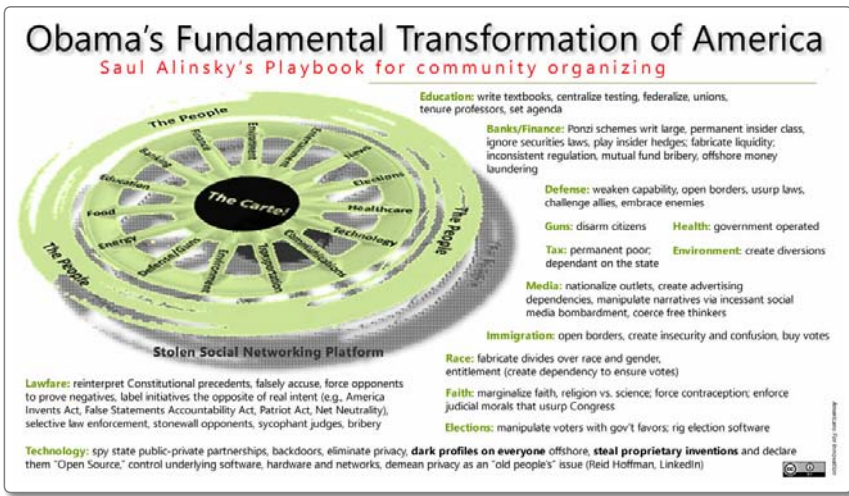 Obama's Fundamental Transformation of America
Saul Alinsky's Playbook for community organizing
The People
The People
The People
The Cartel
Environment
Entertainment
News
Elections
Healthcare
Technology
Communications
Transportation
Environment
Defense/Guns
Energy
Food
Education
Banking
Finance
Stolen Social Networking Platform
Education: write textbooks, centralize testing, federalize, unions,
tenure professors, set agenda
Banks/Finance: Ponzi schemes writ large, permanent insider class,
ignore securities laws, play insider hedges; fabricate liquidity;
inconsistent regulation, mutual fund bribery, offshore money
laundering
Defense: weaken capability, open borders, usurp laws,
challenge allies, embrace enemies
Guns: disarm citizens
Health: government operated
Tax: permanent poor;
dependant on the state
Environment: create diversions
Media: nationalize outlets, create advertising
dependencies, manipulate narratives via incessant social
media bombardment, coerce free thinkers
Immigration: open borders, create insecurity and confusion, buy votes
Race: fabricate divides over race and gender,
entitlement (create dependency to ensure votes)
Faith: marginalize faith, religion vs. science; force contraception; enforce
judicial morals that usurp Congress
Elections: manipulate voters with gov't favors; rig election software
Lawfare: reinterpret Constitutional precedents, falsely accuse, force opponents
to prove negatives, label initiatives the opposite of real intent (e.g., America
Invents Act, False Statements Accountability Act, Patriot Act, Net Neutrality),
selective law enforcement, stonewall opponents, sycophant judges, bribery
Technology: spy state public-private partnerships, backdoors, eliminate privacy, dark profiles on everyone offshore, steal proprietary inventions and declare
them "Open Source," control underlying software, hardware and networks, demean privacy as an "old people's" issue (Reid Hoffman, LinkedIn)
Americans For Innovation